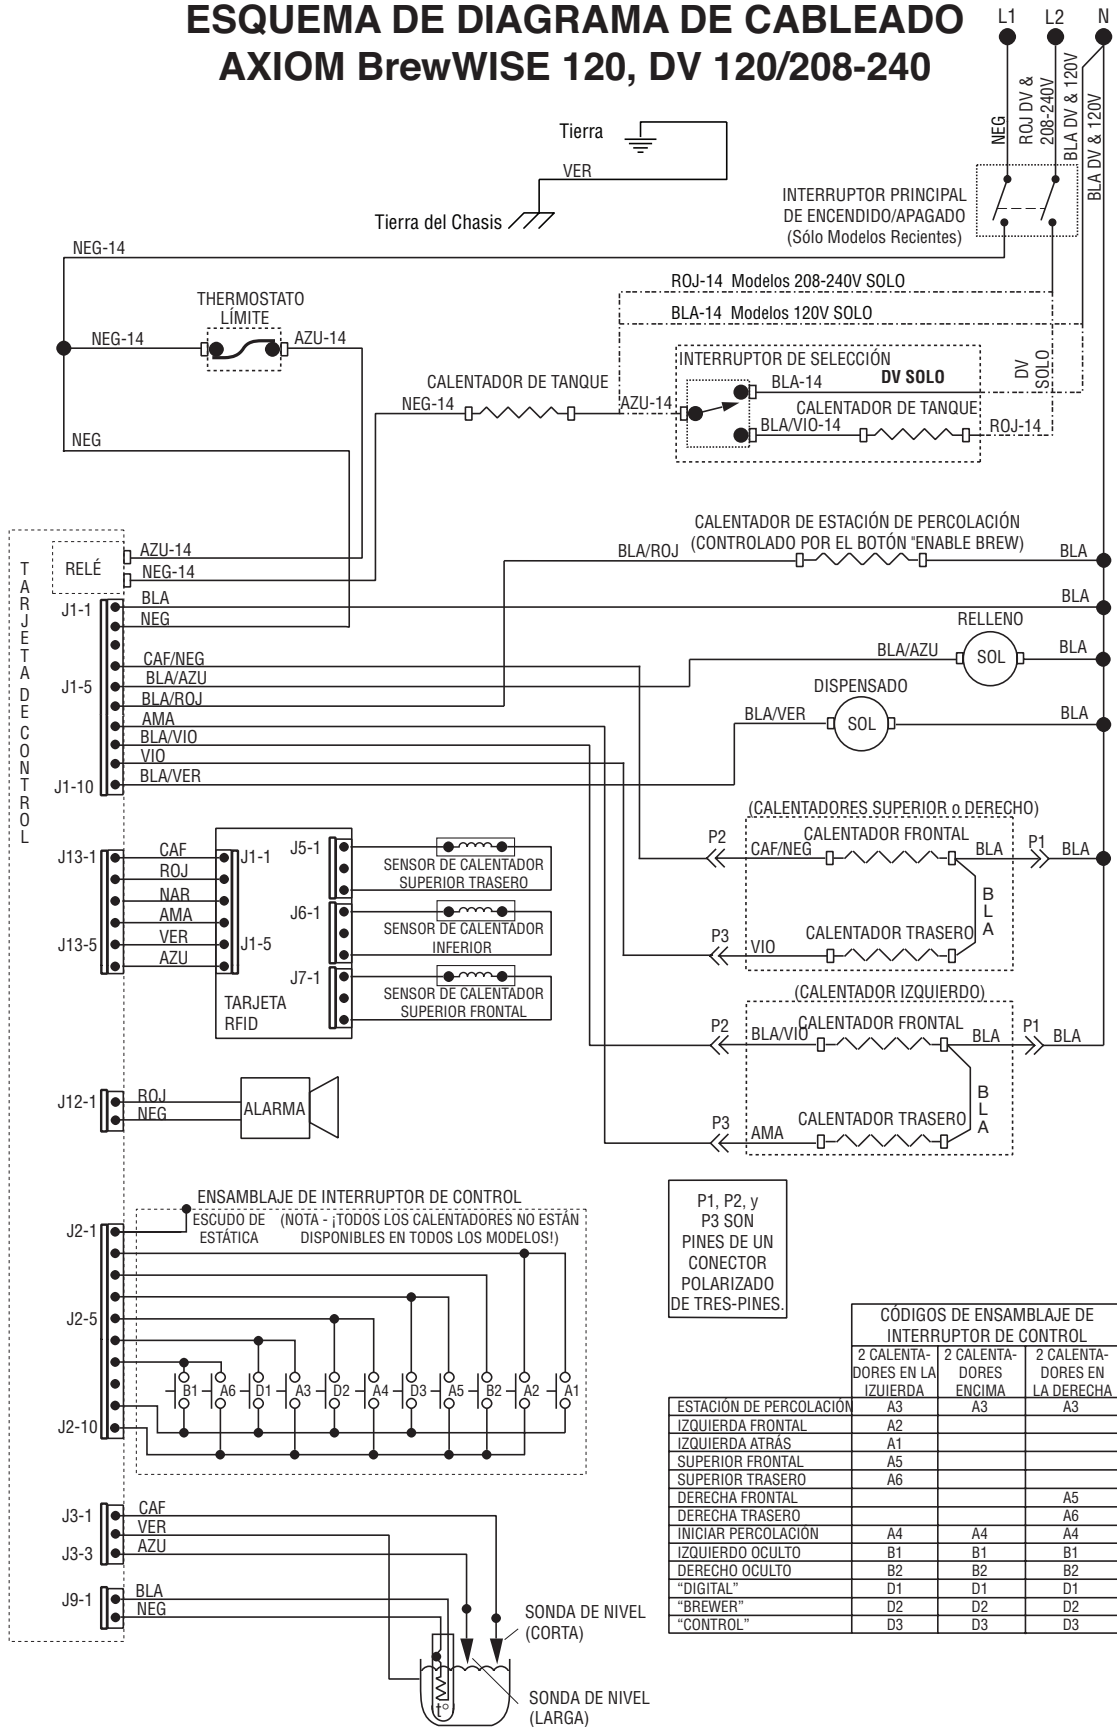 ESQUEMA DE DIAGRAMA DE CABLEADO
AXIOM BrewWISE 120, DV 120/208-240
L1
L2
N
NEG
ROJ DV &
208-240V
BLA DV & 120V
BLA DV & 120V
Tierra
VER
Tierra del Chasis
INTERRUPTOR PRINCIPAL
DE ENCENDIDO/APAGADO
(Sólo Modelos Recientes)
NEG-14
ROJ-14 Modelos 208-240V SOLO
BLA-14 Modelos 120V SOLO
THERMOSTATO
LÍMITE
NEG-14
AZU-14
INTERRUPTOR DE SELECCIÓN
DV SOLO
DV
SOLO
BLA-14
CALENTADOR DE TANQUE
NEG-14
AZU-14
CALENTADOR DE TANQUE
BLA/VIO-14
ROJ-14
NEG
CALENTADOR DE ESTACIÓN DE PERCOLACIÓN
(CONTROLADO POR EL BOTÓN "ENABLE BREW)
BLA/ROJ
BLA
TARJETA DE CONTROL
RELÉ
AZU-14
NEG-14
J1-1
BLA
BLA
NEG
RELLENO
CAF/NEG
BLA/AZU
SOL
BLA
J1-5
BLA/AZU
BLA/ROJ
DISPENSADO
AMA
BLA/VER
SOL
BLA
BLA/VIO
VIO
J1-10
BLA/VER
(CALENTADORES SUPERIOR o DERECHO)
CALENTADOR FRONTAL
P2
CAF/NEG
BLA
P1
BLA
BLA
CALENTADOR TRASERO
P3
VIO
J13-1
CAF
ROJ
NAR
AMA
J13-5
VER
AZU
J1-1
J1-5
TARJETA
RFID
J5-1
SENSOR DE CALENTADOR
SUPERIOR TRASERO
J6-1
SENSOR DE CALENTADOR
INFERIOR
J7-1
SENSOR DE CALENTADOR
SUPERIOR FRONTAL
(CALENTADOR IZQUIERDO)
CALENTADOR FRONTAL
P2
BLA/VIO
BLA
P1
BLA
BLA
CALENTADOR TRASERO
P3
AMA
J12-1
ROJ
NEG
ALARMA
ENSAMBLAJE DE INTERRUPTOR DE CONTROL
ESCUDO DE
ESTÁTICA
(NOTA - ¡TODOS LOS CALENTADORES NO ESTÁN
DISPONIBLES EN TODOS LOS MODELOS!)
J2-1
J2-5
J2-10
B1 A6 D1 A3 D2 A4 D3 A5 B2 A2 A1
P1, P2, y
P3 SON
PINES DE UN
CONECTOR
POLARIZADO
DE TRES-PINES.
CÓDIGOS DE ENSAMBLAJE DE
INTERRUPTOR DE CONTROL
2 CALENTA- 2 CALENTA- 2 CALENTA-
DORES EN LA DORES DORES EN
IZUIERDA ENCIMA LA DERECHA
ESTACIÓN DE PERCOLACIÓN A3 A3 A3
IZQUIERDA FRONTAL A2
IZQUIERDA ATRÁS A1
SUPERIOR FRONTAL A5
SUPERIOR TRASERO A6
DERECHA FRONTAL A5
DERECHA TRASERO A6
INICIAR PERCOLACIÓN A4 A4 A4
IZQUIERDO OCULTO B1 B1 B1
DERECHO OCULTO B2 B2 B2
“DIGITAL” D1 D1 D1
“BREWER” D2 D2 D2
“CONTROL” D3 D3 D3
J3-1
CAF
VER
J3-3
AZU
J9-1
BLA
NEG
SONDA DE NIVEL
(CORTA)
SONDA DE NIVEL
(LARGA)
t°